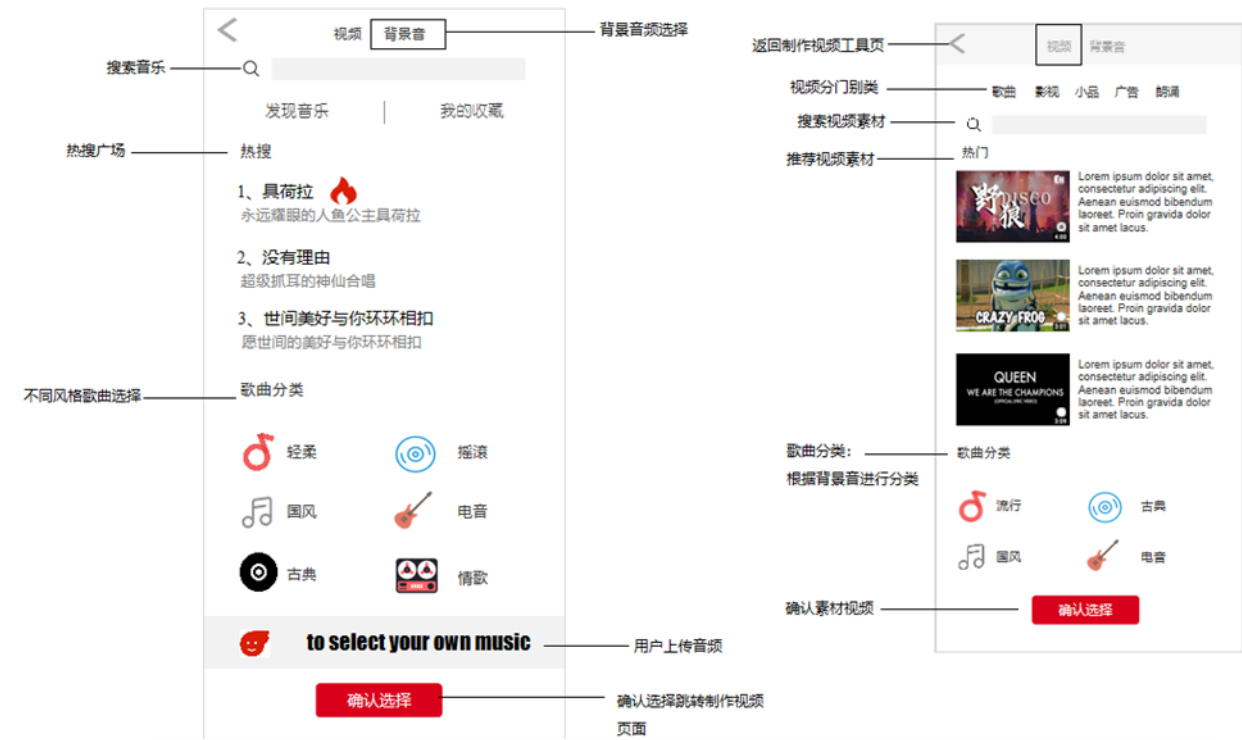 视频 背景音
背景音频选择
搜索音乐
发现音乐 我的收藏
热搜广场
热搜
1、具荷拉
永远耀眼的人鱼公主具荷拉
2、没有理由
超级抓耳的神仙合唱
3、世间美好与你环环相扣
愿世间的美好与你环环相扣
不同风格歌曲选择
歌曲分类
轻柔 摇滚
国风 电音
古典 情歌
to select your own music
用户上传音频
确认选择
确认选择跳转制作视频
页面
返回制作视频工具页
视频 背景音
视频分门别类
歌曲 影视 小品 广告 朗诵
搜索视频素材
推荐视频素材
热门
野狼
DISCO
4:00
Lorem ipsum dolor sit amet,
consectetur adipiscing elit.
Aenean euismod bibendum
laoreet. Proin gravida dolor
sit amet lacus.
CRAZY FROG
3:01
Lorem ipsum dolor sit amet,
consectetur adipiscing elit.
Aenean euismod bibendum
laoreet. Proin gravida dolor
sit amet lacus.
QUEEN
WE ARE THE CHAMPIONS
(OFFICIAL LYRIC VIDEO)
3:09
Lorem ipsum dolor sit amet,
consectetur adipiscing elit.
Aenean euismod bibendum
laoreet. Proin gravida dolor
sit amet lacus.
歌曲分类：
根据背景音进行分类
歌曲分类
流行 古典
国风 电音
确认素材视频
确认选择